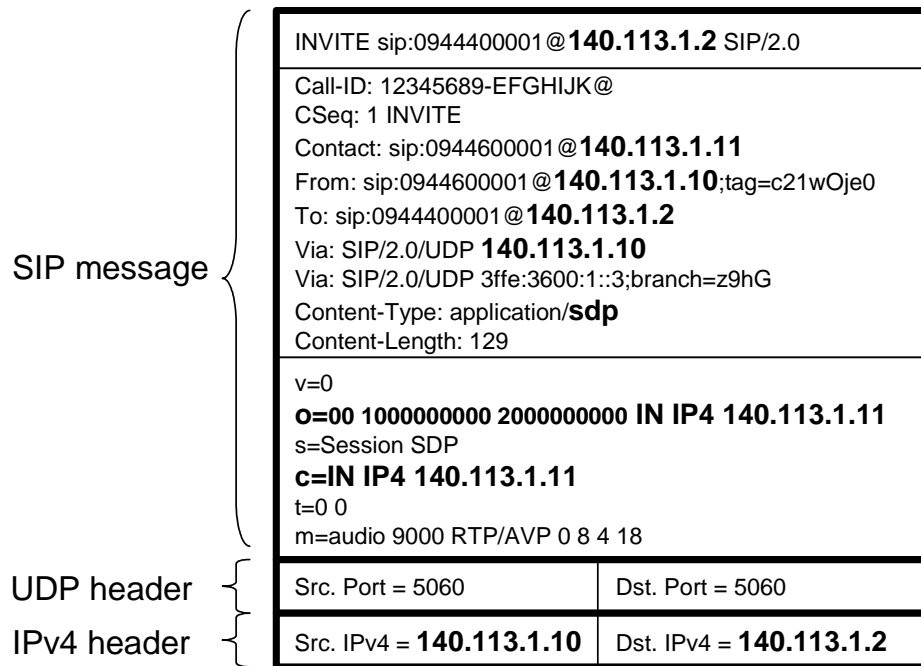 INVITE sip:0944400001@140.113.1.2 SIP/2.0
Call-ID: 12345689-EFGHIJK@
CSeq: 1 INVITE
Contact: sip:0944600001@140.113.1.11
From: sip:0944600001@140.113.1.10;tag=c21wOje0
To: sip:0944400001@140.113.1.2
Via: SIP/2.0/UDP 140.113.1.10
Via: SIP/2.0/UDP 3ffe:3600:1::3;branch=z9hG
Content-Type: application/sdp
Content-Length: 129
SIP message
v=0
o=00 1000000000 2000000000 IN IP4 140.113.1.11
s=Session SDP
c=IN IP4 140.113.1.11
t=0 0
m=audio 9000 RTP/AVP 0 8 4 18
UDP header
Src. Port = 5060
Dst. Port = 5060
IPv4 header
Src. IPv4 = 140.113.1.10
Dst. IPv4 = 140.113.1.2